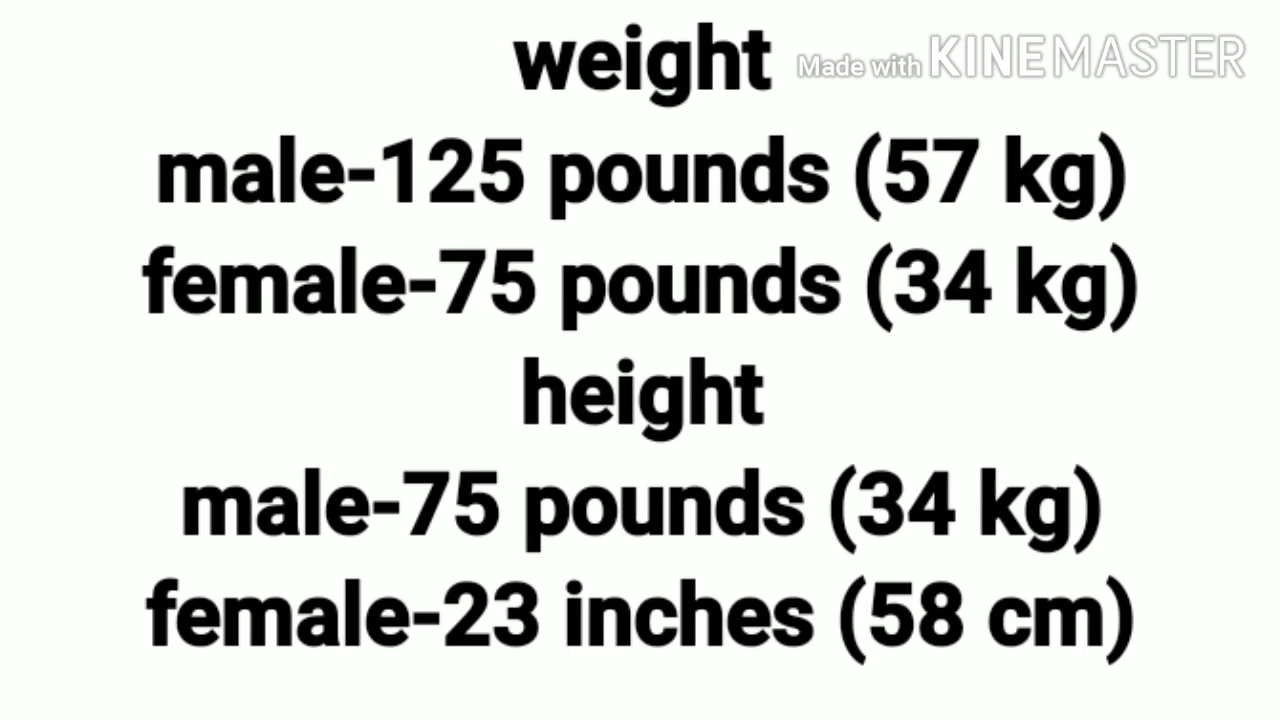 weight
Made with KINEMASTER
male-125 pounds (57 kg)
female-75 pounds (34 kg)
height
male-75 pounds (34 kg)
female-23 inches (58 cm)